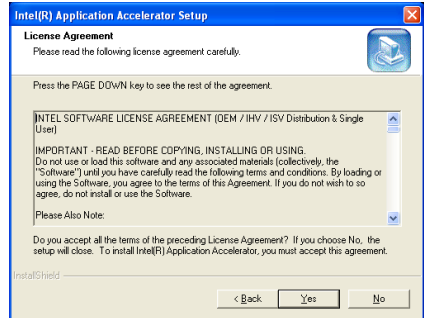 Intel(R) Application Accelerator Setup
License Agreement
Please read the following license agreement carefully.
Press the PAGE DOWN key to see the rest of the agreement.
INTEL SOFTWARE LICENSE AGREEMENT (OEM / IHV / ISV Distribution & Single
User)
IMPORTANT - READ BEFORE COPYING, INSTALLING OR USING.
Do not use or load this software and any associated materials (collectively, the
"Software") until you have carefully read the following terms and conditions. By loading or
using the Software, you agree to the terms of this Agreement. If you do not wish to so
agree, do not install or use the Software.
Please Also Note:
Do you accept all the terms of the preceding License Agreement? If you choose No, the
setup will close. To install Intel(R) Application Accelerator, you must accept this agreement.
InstallShield
< Back
Yes
No